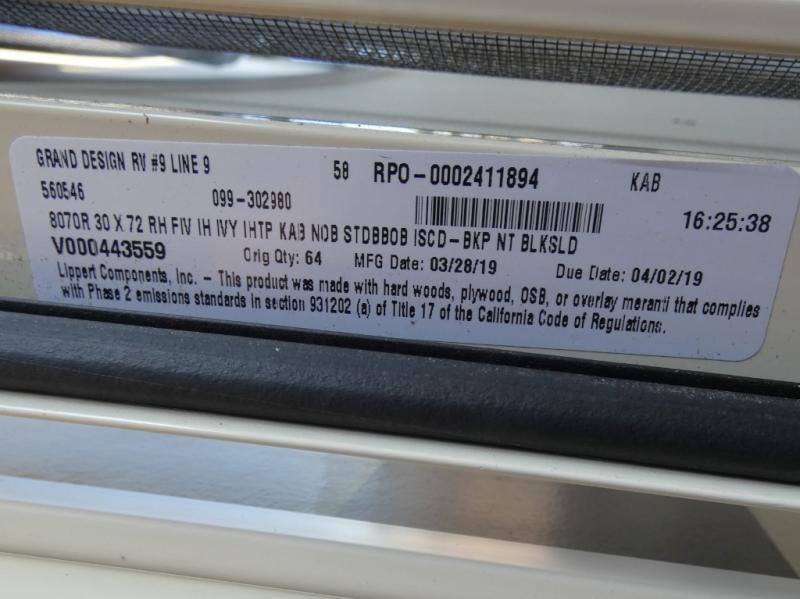 GRAND DESIGN RV #9 LINE 9 58 RPO-0002411894 KAB
560546 099-302980 16:25:38
8070R 30 X 72 RH FIV IH IVY IHTP KAB NOB STDBBOB ISCD-BKP NT BLKSLD
V000443559 Orig Qty: 64 MFG Date: 03/28/19 Due Date: 04/02/19
Lippert Components, Inc. - This product was made with hard woods, plywood, OSB, or overlay meranti that complies
with Phase 2 emissions standards in section 931202 (a) of Title 17 of the California Code of Regulations.